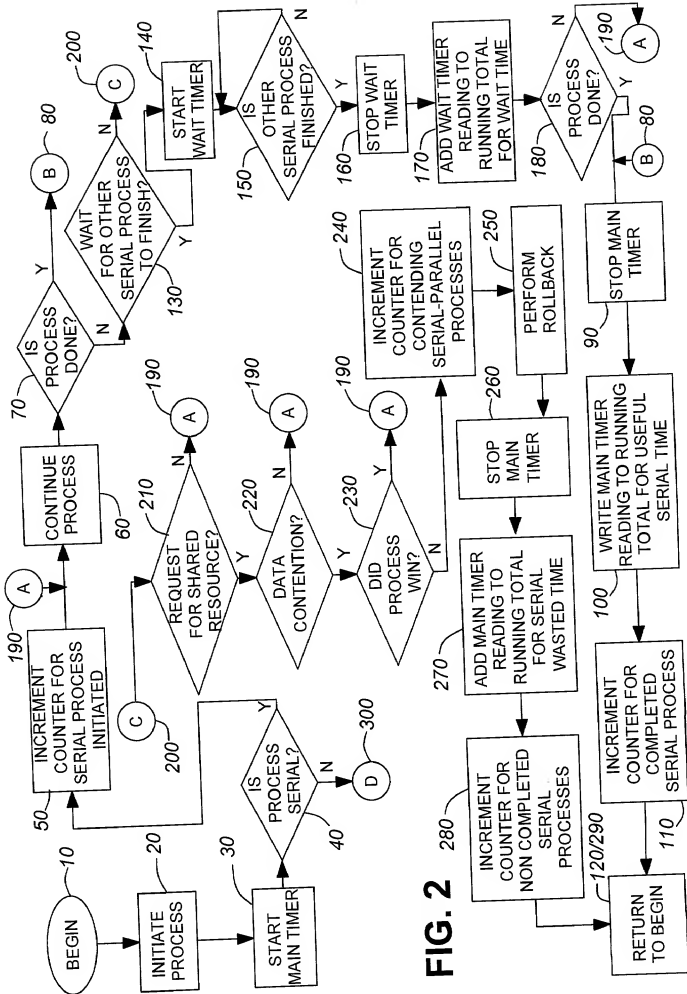 10
BEGIN
20
INITIATE
PROCESS
30
START
MAIN TIMER
40
IS
PROCESS
SERIAL?
Y
N
D
300
50
INCREMENT
COUNTER FOR
SERIAL PROCESS
INITIATED
190
A
60
CONTINUE
PROCESS
70
IS
PROCESS
DONE?
Y
N
B
80
130
WAIT
FOR OTHER
SERIAL PROCESS
TO FINISH?
N
Y
C
200
140
START
WAIT TIMER
150
IS
OTHER
SERIAL PROCESS
FINISHED?
N
Y
160
STOP WAIT
TIMER
170
ADD WAIT TIMER
READING TO
RUNNING TOTAL
FOR WAIT TIME
180
IS
PROCESS
DONE?
N
Y
190
A
B
80
90
STOP MAIN
TIMER
100
WRITE MAIN TIMER
READING TO RUNNING
TOTAL FOR USEFUL
SERIAL TIME
110
INCREMENT
COUNTER FOR
COMPLETED
SERIAL PROCESS
120/290
RETURN
TO BEGIN
C
200
210
REQUEST
FOR SHARED
RESOURCE?
N
Y
A
190
220
DATA
CONTENTION?
N
Y
A
190
230
DID
PROCESS
WIN?
Y
N
A
190
240
INCREMENT
COUNTER FOR
CONTENDING
SERIAL-PARALLEL
PROCESSES
250
PERFORM
ROLLBACK
260
STOP
MAIN
TIMER
270
ADD MAIN TIMER
READING TO
RUNNING TOTAL
FOR SERIAL
WASTED TIME
280
INCREMENT
COUNTER FOR
NON COMPLETED
SERIAL
PROCESSES
FIG. 2